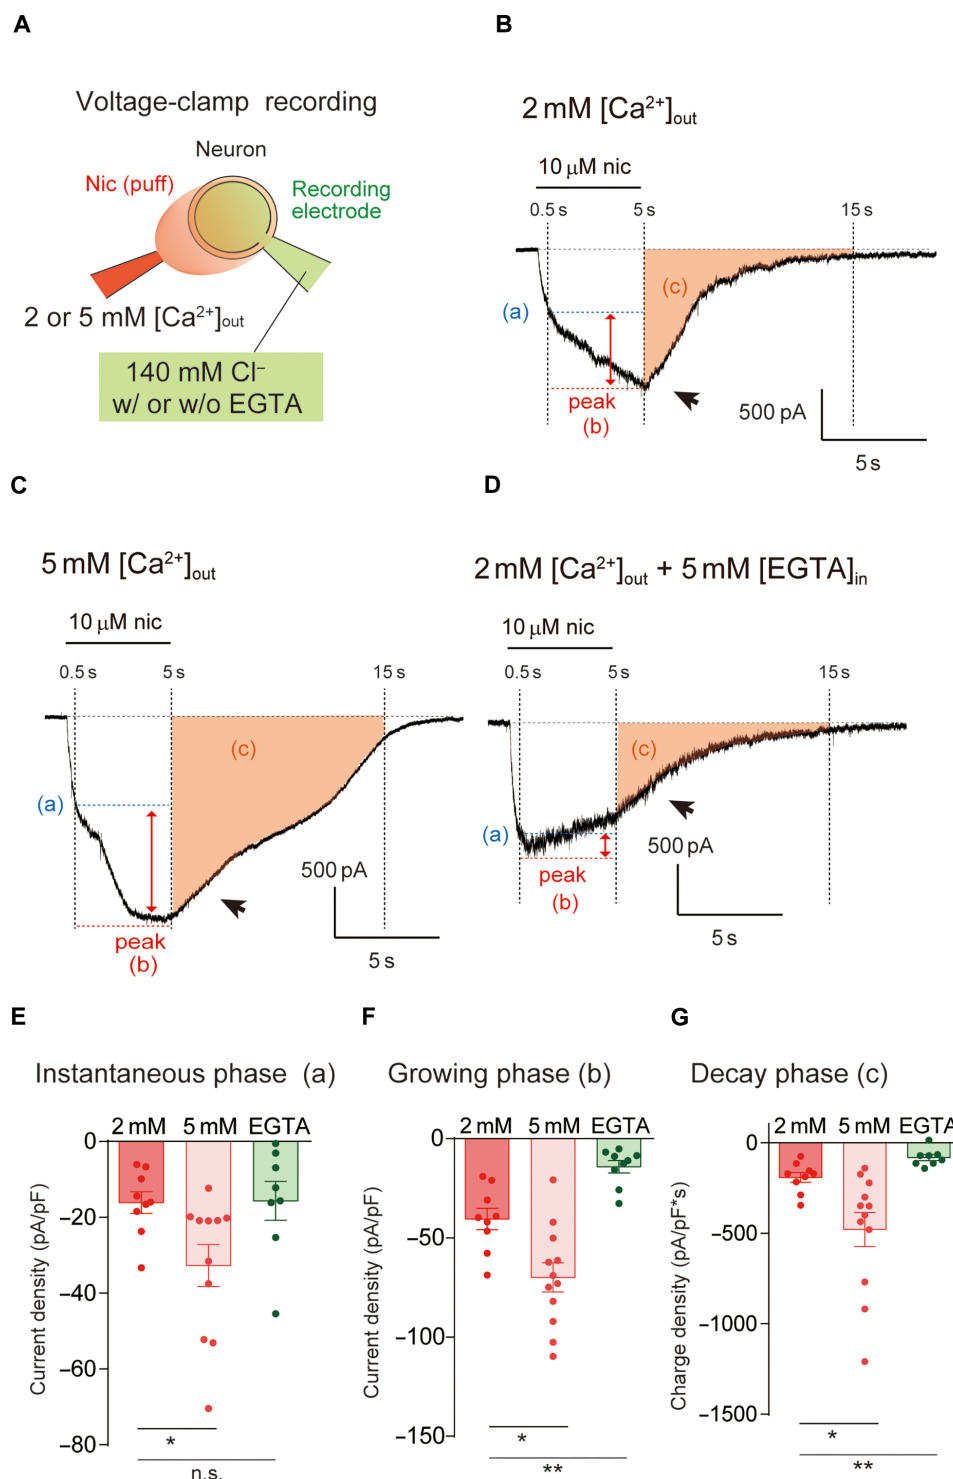 A
Voltage-clamp recording
Neuron
Nic (puff)
Recording
electrode
2 or 5 mM [Ca²⁺]out
140 mM Cl⁻
w/ or w/o EGTA
B
2 mM [Ca²⁺]out
10 μM nic
0.5 s 5 s 15 s
(a)
(c)
peak
(b)
500 pA
5 s
C
5 mM [Ca²⁺]out
10 μM nic
0.5 s 5 s 15 s
(a)
(c)
peak
(b)
500 pA
5 s
D
2 mM [Ca²⁺]out + 5 mM [EGTA]in
10 μM nic
0.5 s 5 s 15 s
(a)
(c)
peak
(b)
500 pA
5 s
E
Instantaneous phase (a)
2 mM 5 mM EGTA
Current density (pA/pF)
0
−20
−40
−60
−80
*
n.s.
F
Growing phase (b)
2 mM 5 mM EGTA
Current density (pA/pF)
0
−50
−100
−150
*
**
G
Decay phase (c)
2 mM 5 mM EGTA
Charge density (pA/pF*s)
0
−500
−1000
−1500
*
**